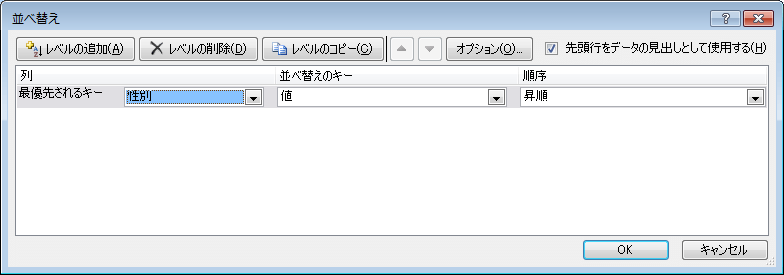 並べ替え
レベルの追加(A) レベルの削除(D) レベルのコピー(C) オプション(O)... 先頭行をデータの見出しとして使用する(H)
列 並べ替えのキー 順序
最優先されるキー 性別 値 昇順
OK キャンセル